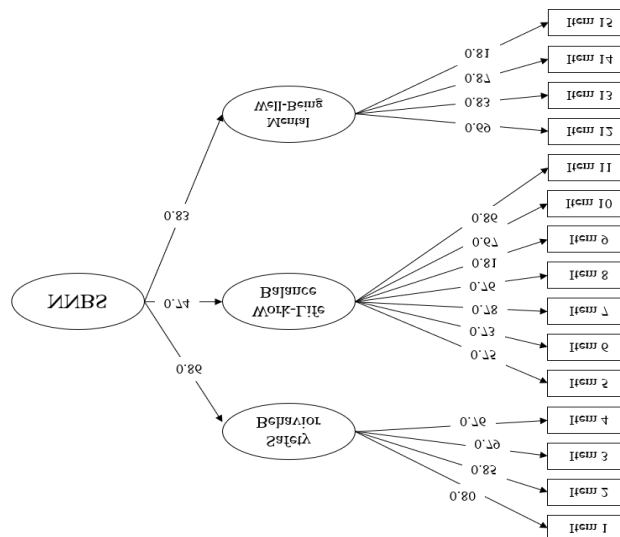 NNBS
0.86
0.74
0.83
Safety
Behavior
Work-Life
Balance
Mental
Well-Being
0.80
0.85
0.79
0.76
0.75
0.73
0.78
0.76
0.81
0.67
0.86
0.69
0.83
0.87
0.81
Item 1
Item 2
Item 3
Item 4
Item 5
Item 6
Item 7
Item 8
Item 9
Item 10
Item 11
Item 12
Item 13
Item 14
Item 15